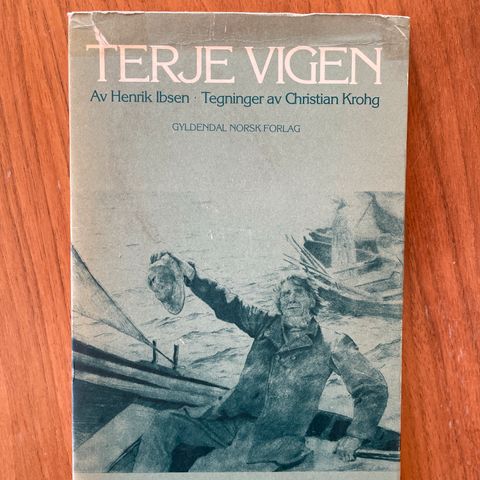 TERJE VIGEN
Av Henrik Ibsen · Tegninger av Christian Krohg
GYLDENDAL NORSK FORLAG